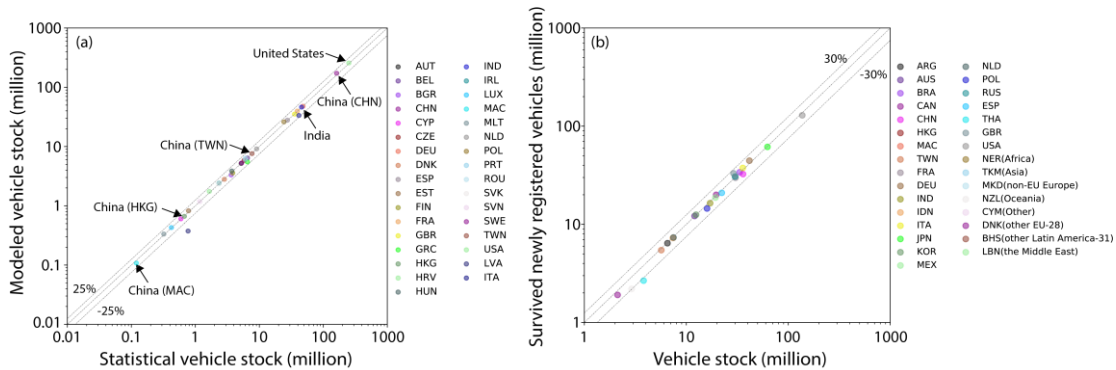 (a)
Modeled vehicle stock (million)
1000
100
10
1
0.1
0.01
0.01
0.1
1
10
100
1000
Statistical vehicle stock (million)
United States
China (CHN)
India
China (TWN)
China (HKG)
China (MAC)
25%
-25%
AUT
BEL
BGR
CHN
CYP
CZE
DEU
DNK
ESP
EST
FIN
FRA
GBR
GRC
HKG
HRV
HUN
IND
IRL
LUX
MAC
MLT
NLD
POL
PRT
ROU
SVK
SVN
SWE
TWN
USA
LVA
ITA
(b)
Survived newly registered vehicles (million)
1000
100
10
1
1
10
100
1000
Vehicle stock (million)
30%
-30%
ARG
AUS
BRA
CAN
CHN
HKG
MAC
TWN
FRA
DEU
IND
IDN
ITA
JPN
KOR
MEX
NLD
POL
RUS
ESP
THA
GBR
USA
NER(Africa)
TKM(Asia)
MKD(non-EU Europe)
NZL(Oceania)
CYM(Other)
DNK(other EU-28)
BHS(other Latin America-31)
LBN(the Middle East)